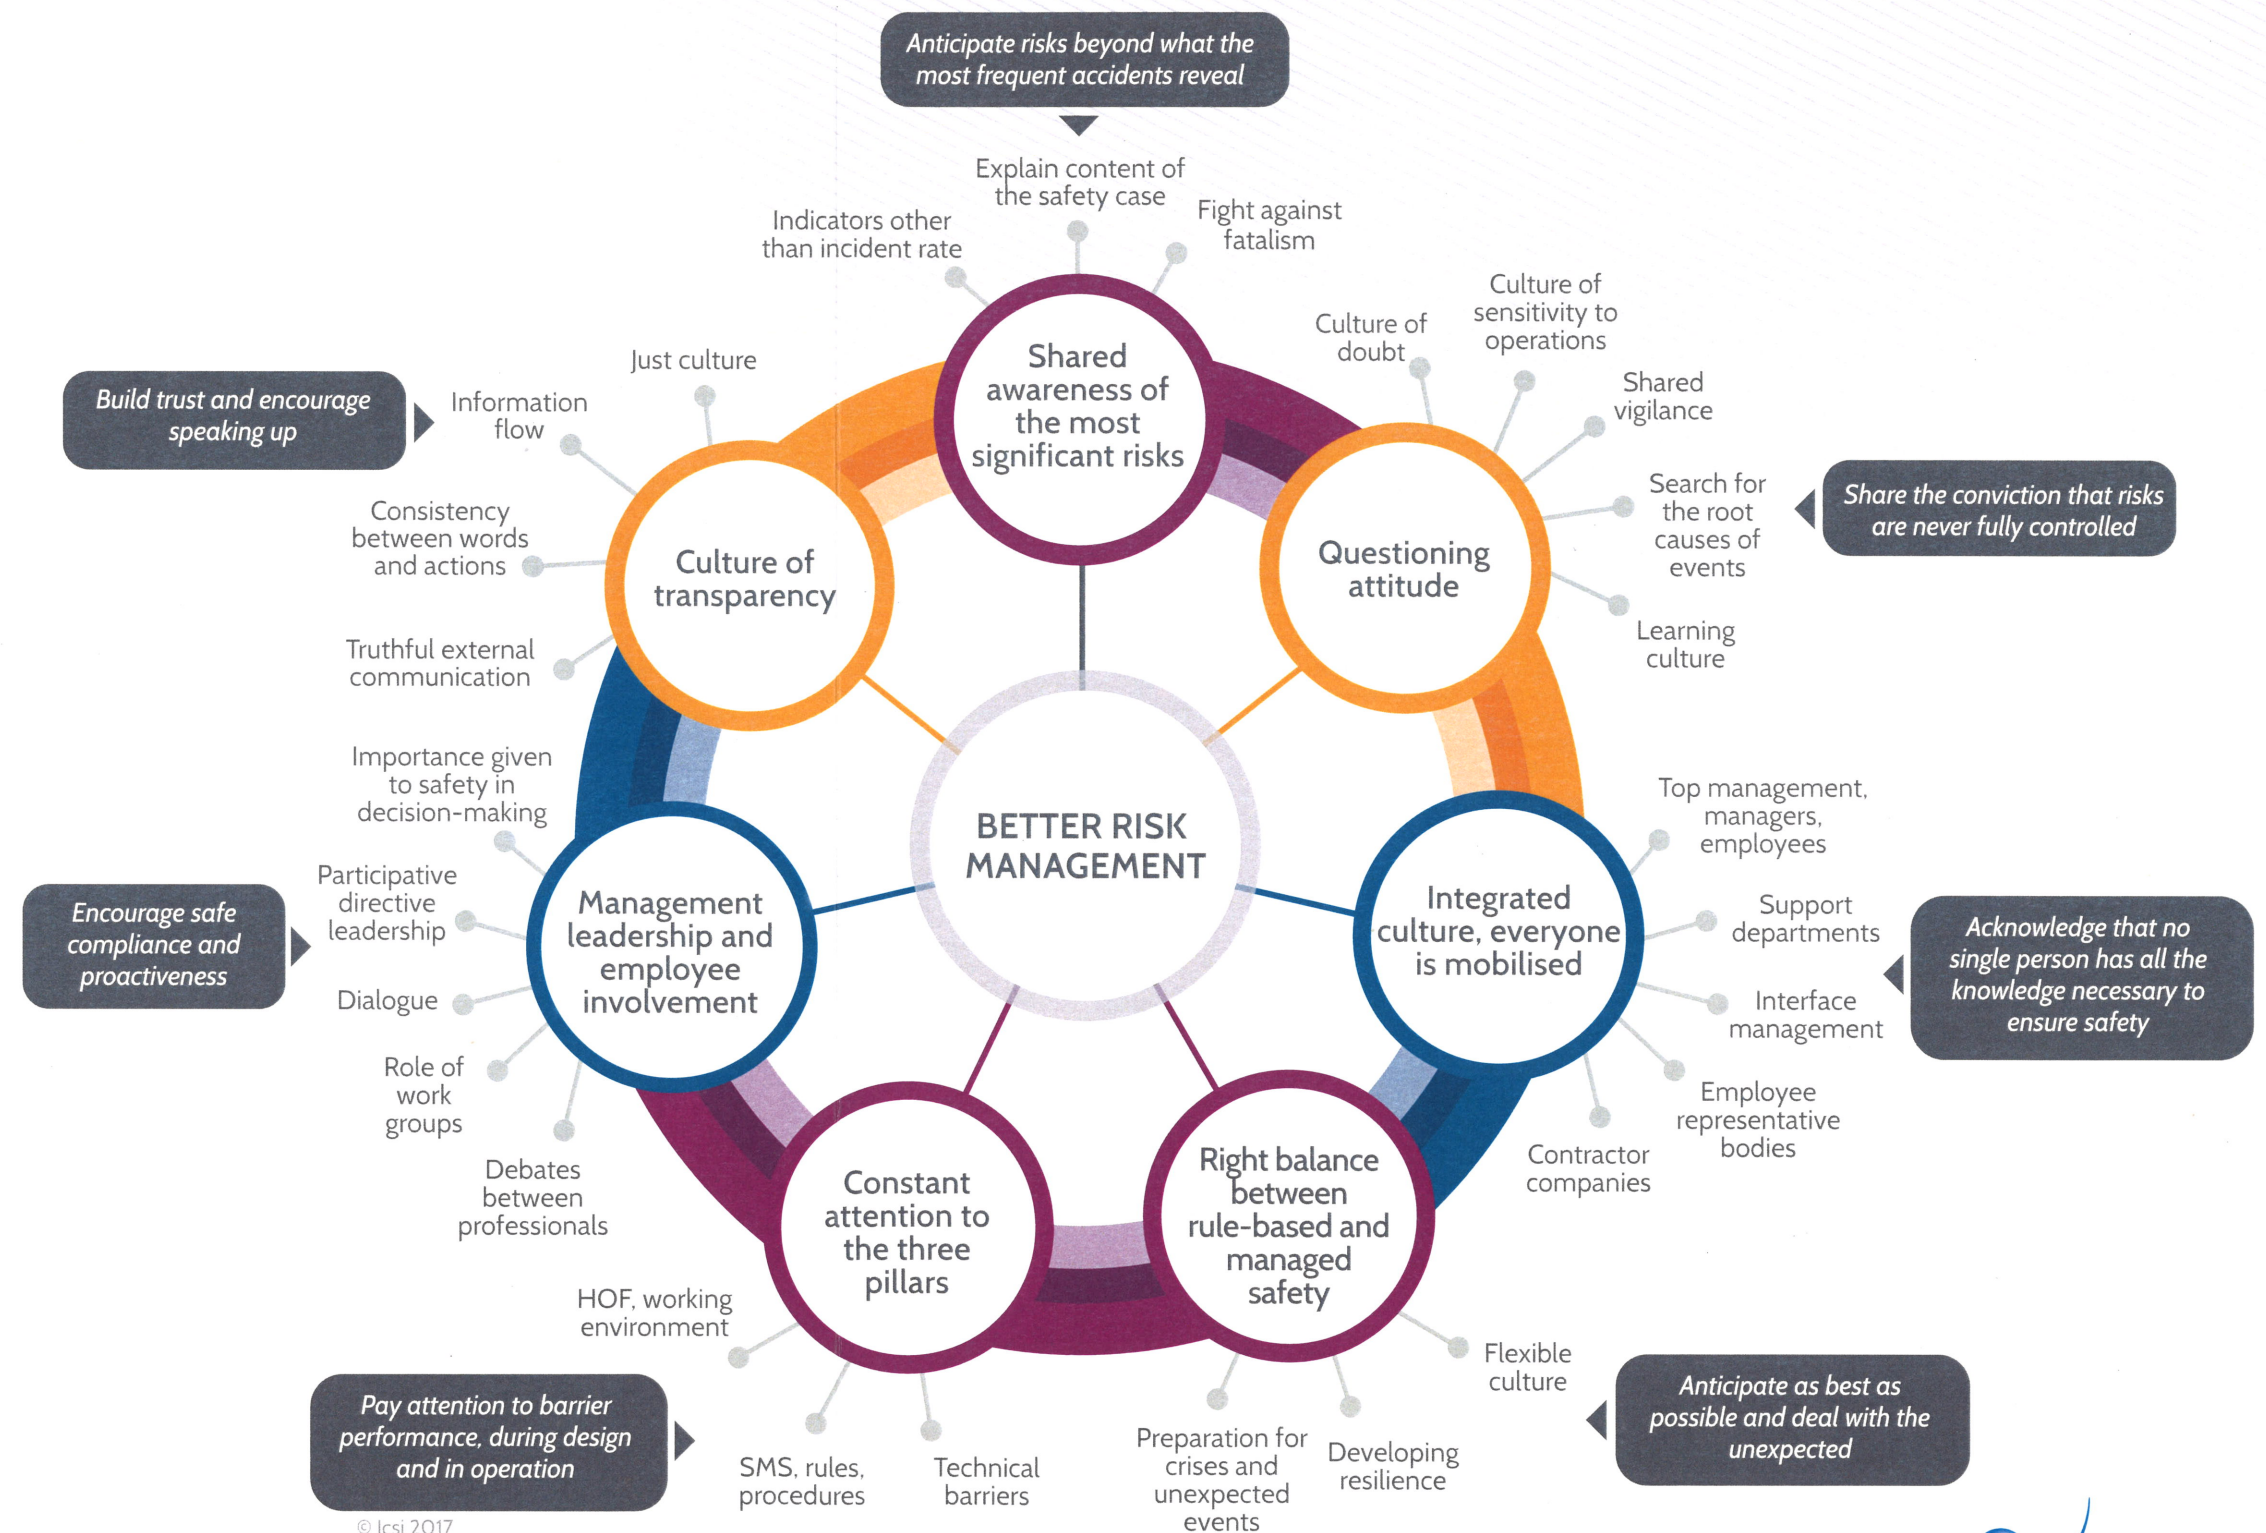 Anticipate risks beyond what the
most frequent accidents reveal
Explain content of
the safety case
Indicators other
than incident rate
Fight against
fatalism
Shared
awareness of
the most
significant risks
Culture of
doubt
Culture of
sensitivity to
operations
Shared
vigilance
Search for
the root
causes of
events
Learning
culture
Questioning
attitude
Share the conviction that risks
are never fully controlled
Top management,
managers,
employees
Support
departments
Interface
management
Employee
representative
bodies
Contractor
companies
Integrated
culture, everyone
is mobilised
Acknowledge that no
single person has all the
knowledge necessary to
ensure safety
Right balance
between
rule-based and
managed
safety
Flexible
culture
Developing
resilience
Preparation for
crises and
unexpected
events
Anticipate as best as
possible and deal with the
unexpected
Constant
attention to
the three
pillars
Technical
barriers
SMS, rules,
procedures
HOF, working
environment
Pay attention to barrier
performance, during design
and in operation
Management
leadership and
employee
involvement
Debates
between
professionals
Role of
work
groups
Dialogue
Participative
directive
leadership
Importance given
to safety in
decision-making
Encourage safe
compliance and
proactiveness
Culture of
transparency
Truthful external
communication
Consistency
between words
and actions
Information
flow
Just culture
Build trust and encourage
speaking up
BETTER RISK
MANAGEMENT
© Icsi 2017